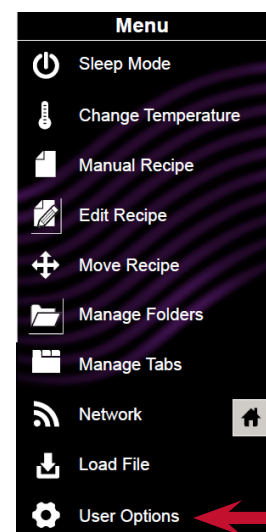 Menu
Sleep Mode
Change Temperature
Manual Recipe
Edit Recipe
Move Recipe
Manage Folders
Manage Tabs
Network
Load File
User Options